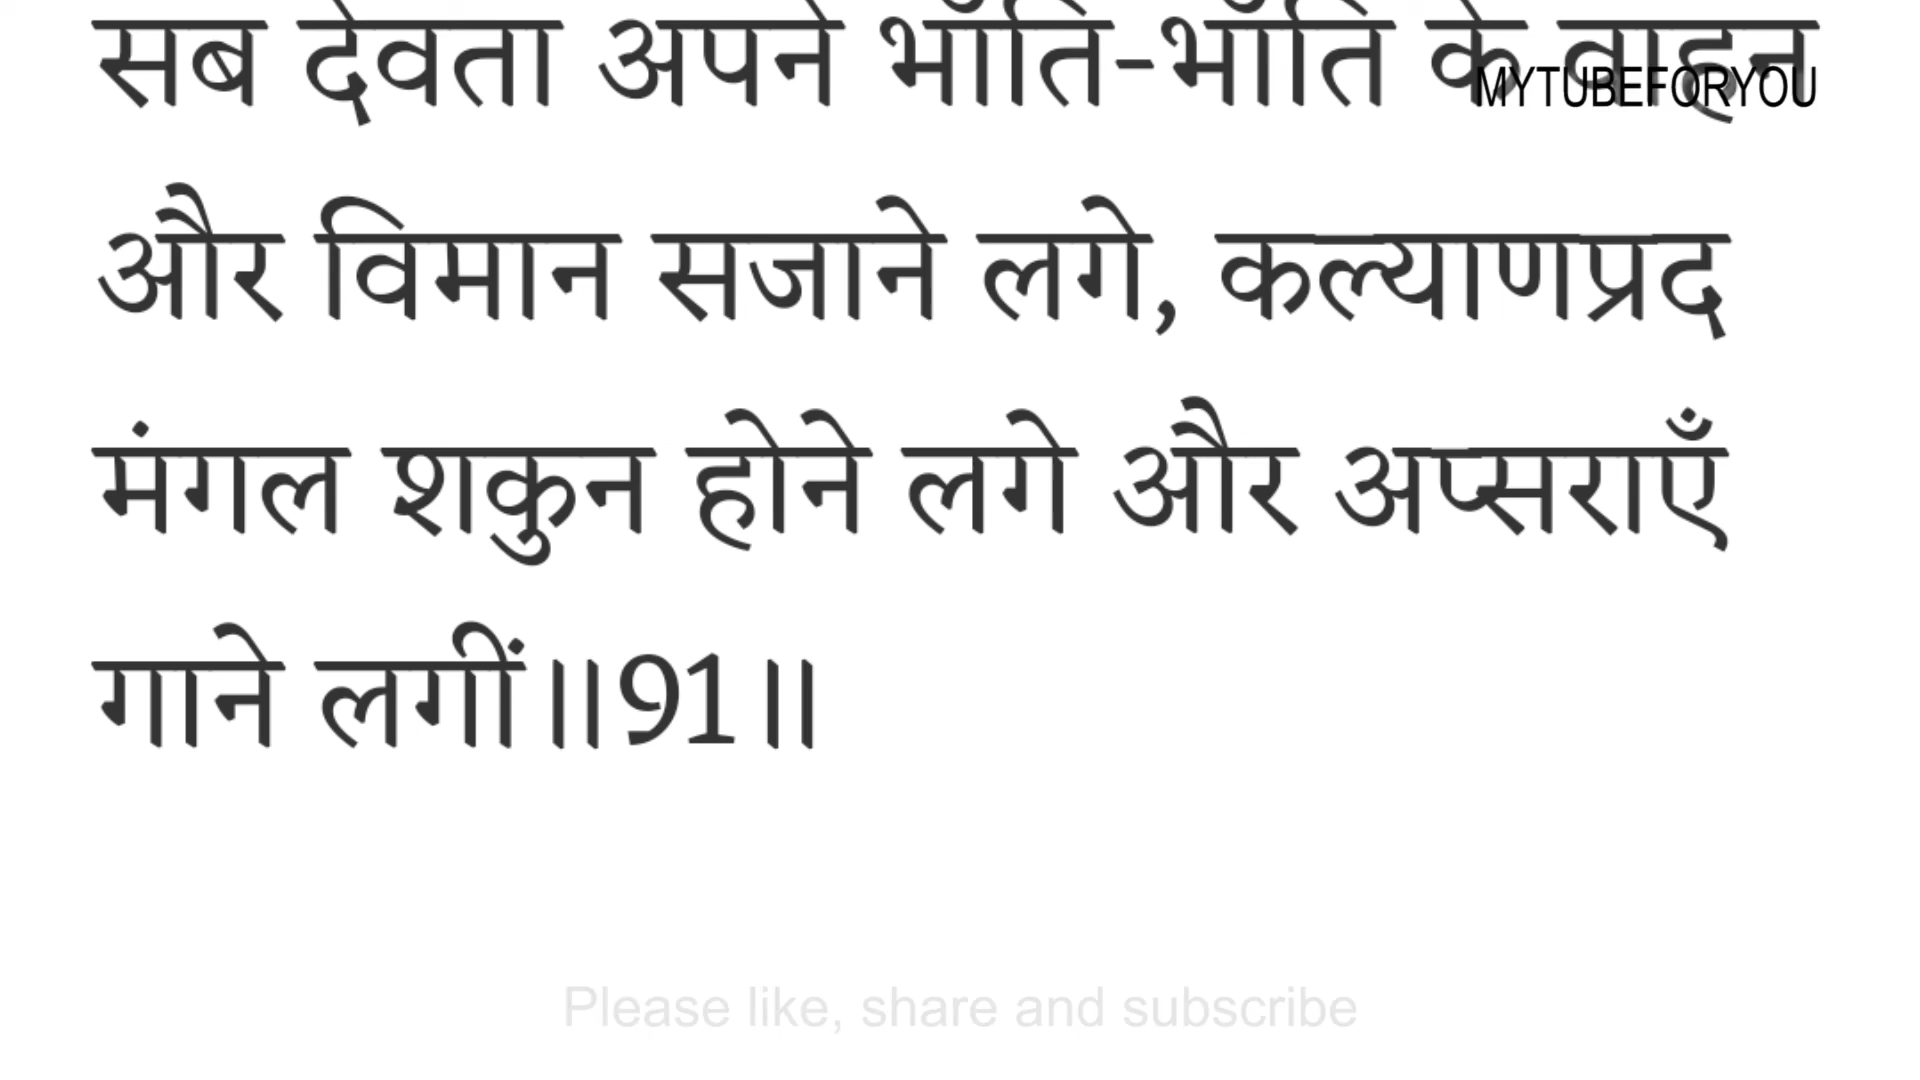 सब देवता अपने भाँति-भाँति के वाहन
MYTUBEFORYOU
और विमान सजाने लगे, कल्याणप्रद
मंगल शकुन होने लगे और अप्सराएँ
गाने लगीं॥91॥
Please like, share and subscribe